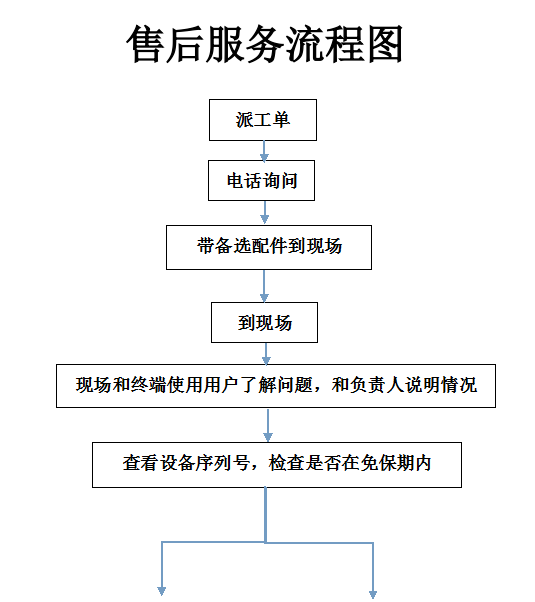 售后服务流程图
派工单
电话询问
带备选配件到现场
到现场
现场和终端使用用户了解问题，和负责人说明情况
查看设备序列号，检查是否在免保期内